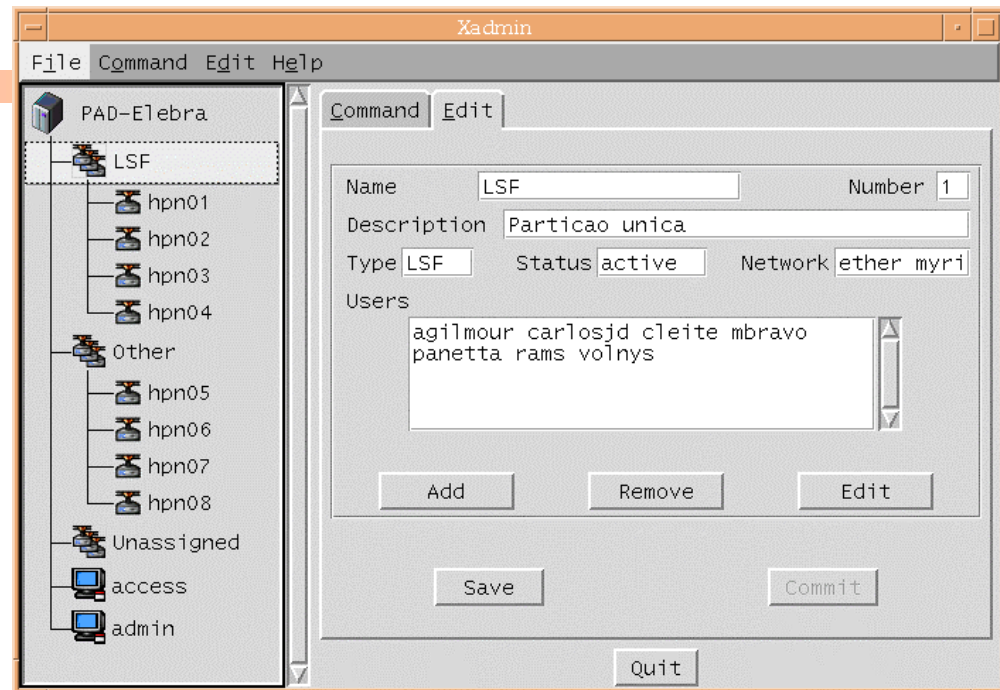 Xadmin
File Command Edit Help
PAD-Elebra
LSF
hpn01
hpn02
hpn03
hpn04
Other
hpn05
hpn06
hpn07
hpn08
Unassigned
access
admin
Command Edit
Name LSF Number 1
Description Particao unica
Type LSF Status active Network ether myri
Users
agilmour carlosjd cleite mbravo
panetta rams volnys
Add Remove Edit
Save Commit
Quit